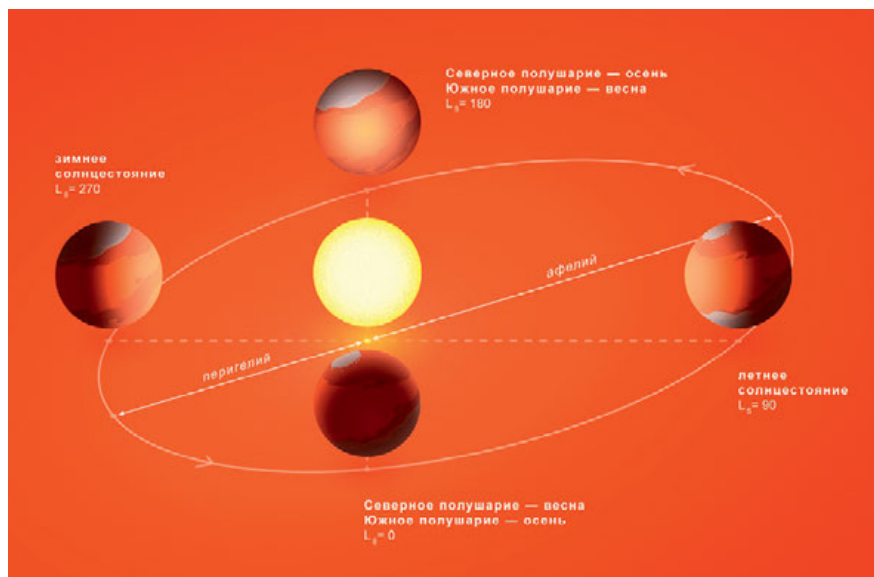 Северное полушарие — осень
Южное полушарие — весна
Ls= 180
зимнее
солнцестояние
Ls= 270
афелий
перигелий
летнее
солнцестояние
Ls= 90
Северное полушарие — весна
Южное полушарие — осень
Ls= 0